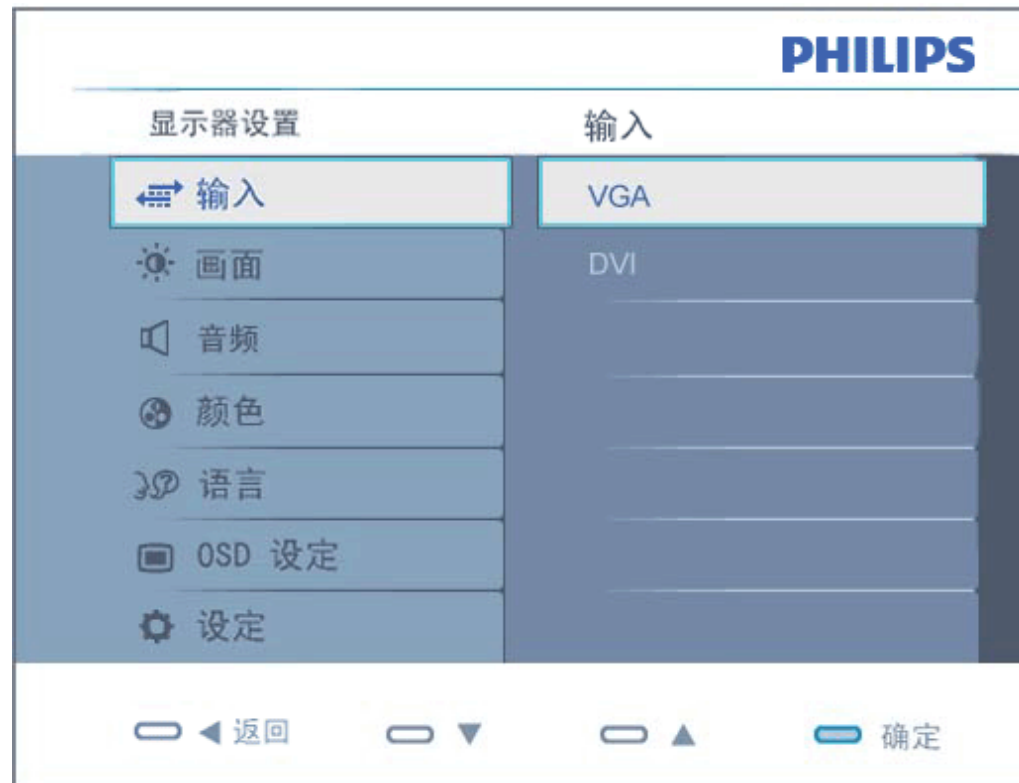 PHILIPS
显示器设置 输入
输入 VGA
画面 DVI
音频
颜色
语言
OSD 设定
设定
返回 确定